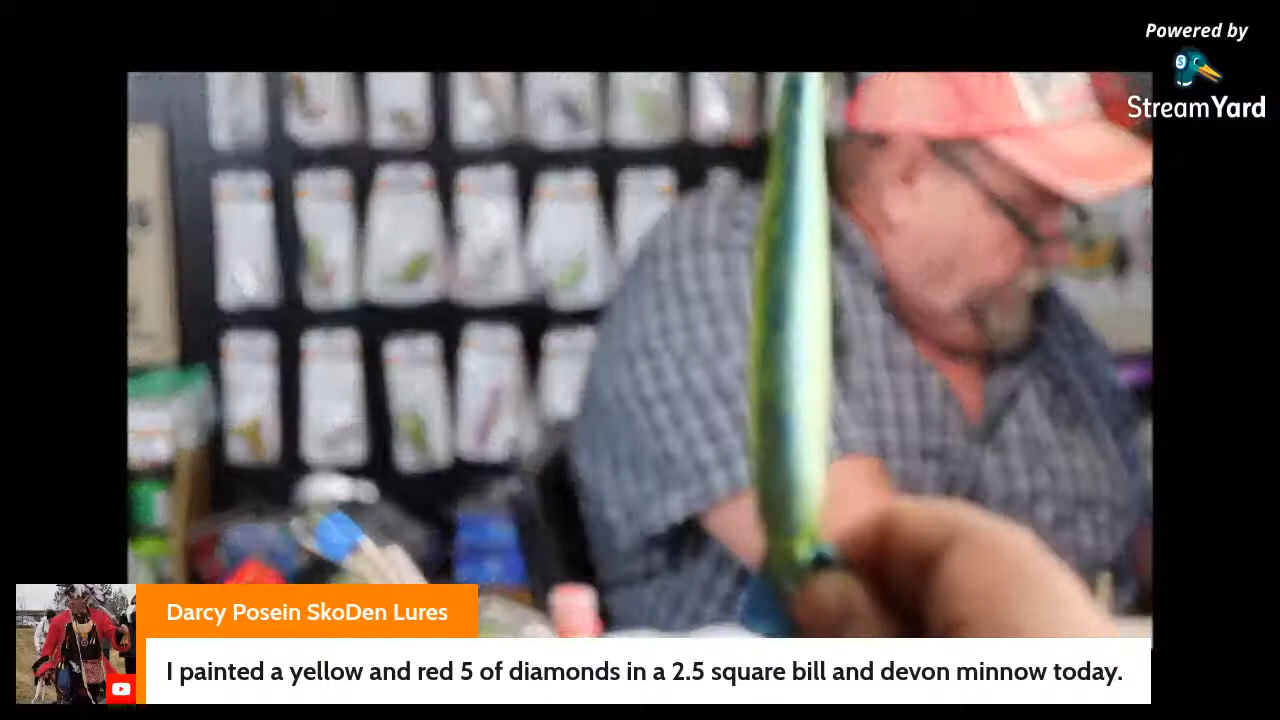 Powered by
StreamYard
Darcy Posein SkoDen Lures
I painted a yellow and red 5 of diamonds in a 2.5 square bill and devon minnow today.